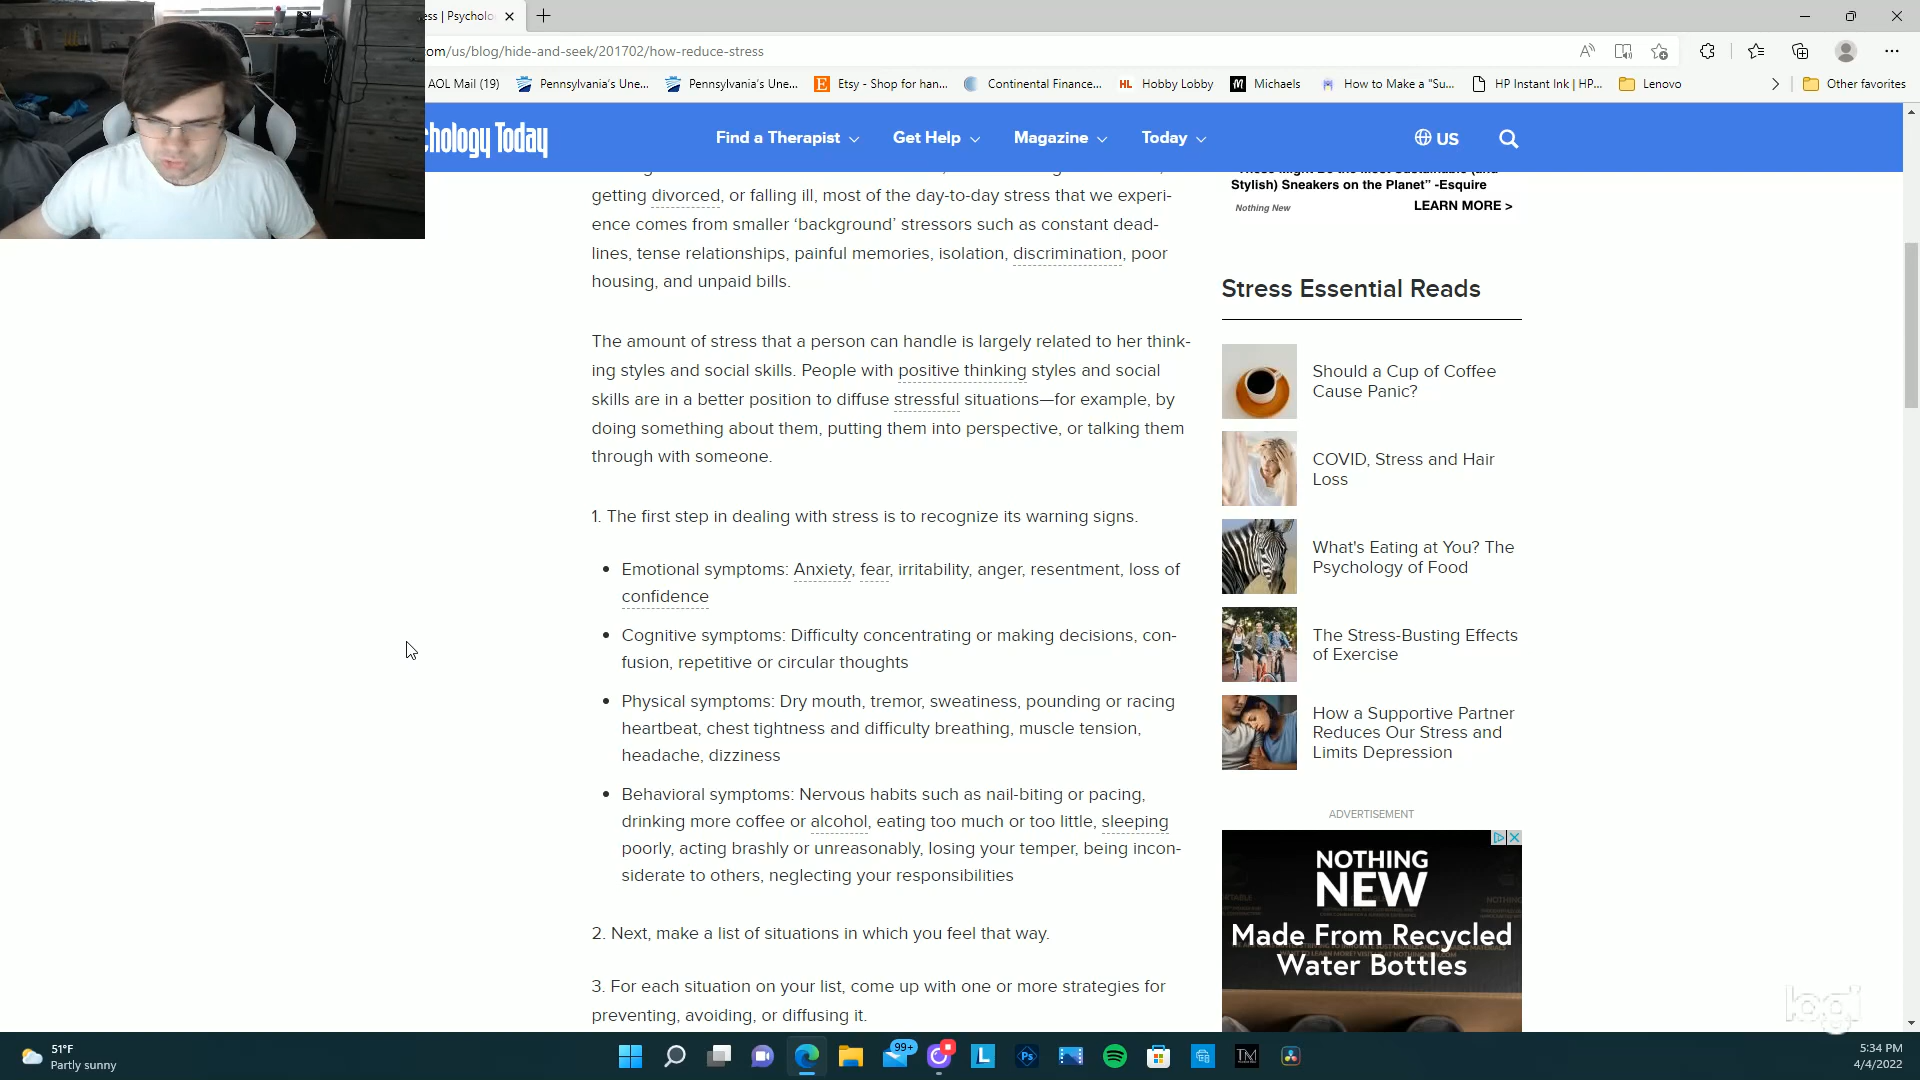 ess | Psycholo
om/us/blog/hide-and-seek/201702/how-reduce-stress
AOL Mail (19)
Pennsylvania's Une...
Pennsylvania's Une...
Etsy - Shop for han...
Continental Finance...
HL Hobby Lobby
Michaels
How to Make a "Su...
HP Instant Ink | HP...
Lenovo
Other favorites
chology Today
Find a Therapist
Get Help
Magazine
Today
US
getting divorced, or falling ill, most of the day-to-day stress that we experi-
ence comes from smaller ‘background’ stressors such as constant dead-
lines, tense relationships, painful memories, isolation, discrimination, poor
housing, and unpaid bills.
The amount of stress that a person can handle is largely related to her think-
ing styles and social skills. People with positive thinking styles and social
skills are in a better position to diffuse stressful situations—for example, by
doing something about them, putting them into perspective, or talking them
through with someone.
1. The first step in dealing with stress is to recognize its warning signs.
• Emotional symptoms: Anxiety, fear, irritability, anger, resentment, loss of
confidence
• Cognitive symptoms: Difficulty concentrating or making decisions, con-
fusion, repetitive or circular thoughts
• Physical symptoms: Dry mouth, tremor, sweatiness, pounding or racing
heartbeat, chest tightness and difficulty breathing, muscle tension,
headache, dizziness
• Behavioral symptoms: Nervous habits such as nail-biting or pacing,
drinking more coffee or alcohol, eating too much or too little, sleeping
poorly, acting brashly or unreasonably, losing your temper, being incon-
siderate to others, neglecting your responsibilities
2. Next, make a list of situations in which you feel that way.
3. For each situation on your list, come up with one or more strategies for
preventing, avoiding, or diffusing it.
Stylish) Sneakers on the Planet” -Esquire
Nothing New
LEARN MORE >
Stress Essential Reads
Should a Cup of Coffee
Cause Panic?
COVID, Stress and Hair
Loss
What's Eating at You? The
Psychology of Food
The Stress-Busting Effects
of Exercise
How a Supportive Partner
Reduces Our Stress and
Limits Depression
ADVERTISEMENT
NOTHING
NEW
Made From Recycled
Water Bottles
logi
51°F
Partly sunny
99+
L
Ps
TM
5:34 PM
4/4/2022